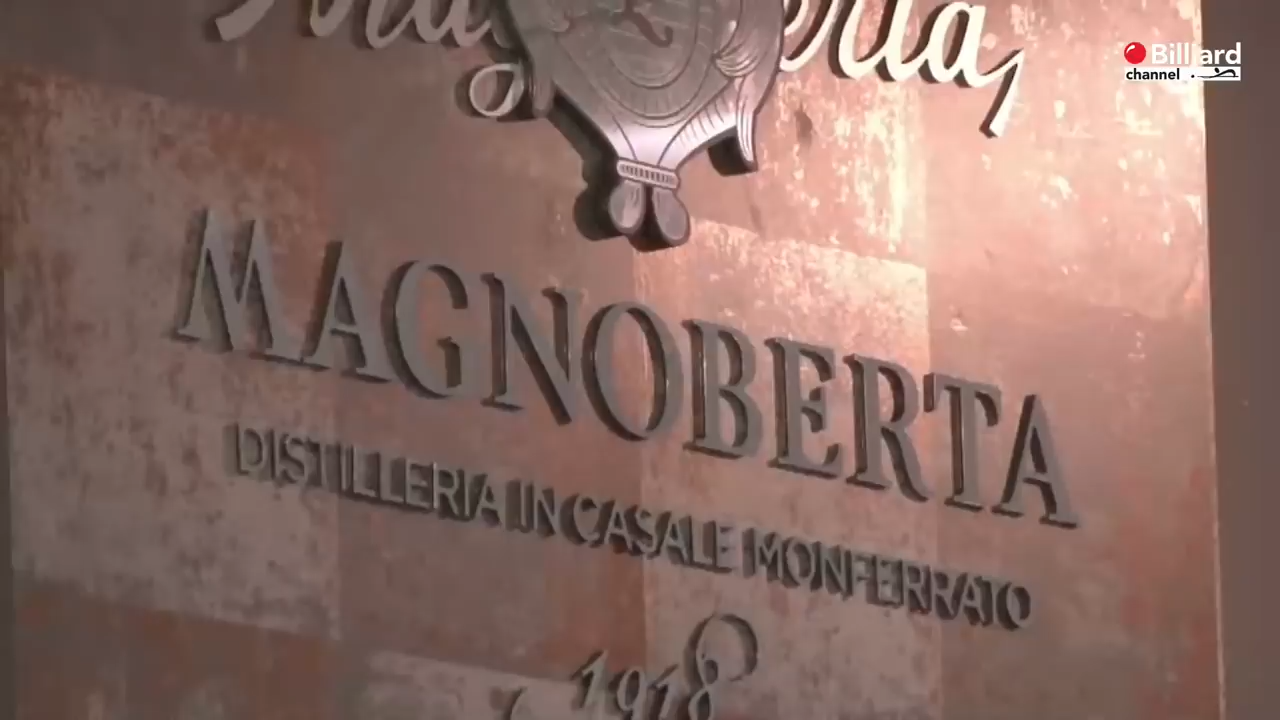 Billiard
channel
MAGNOBERTA
DISTILLERIA IN CASALE MONFERRATO
1918